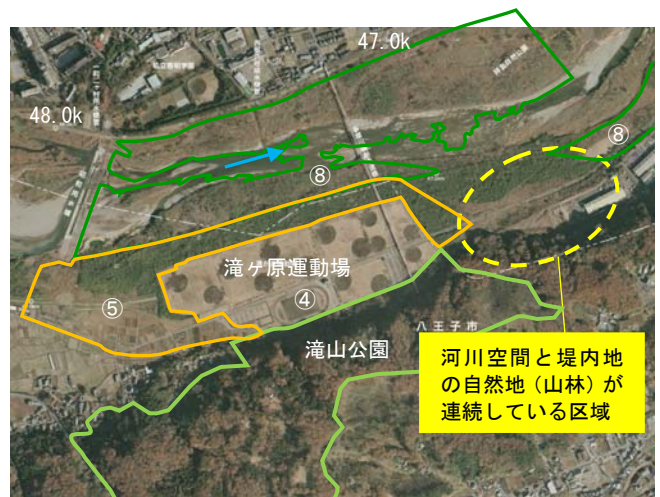 47.0k
48.0k
⑧
⑧
滝ヶ原運動場
④
⑤
八王子市
滝山公園
河川空間と堤内地
の自然地（山林）が
連続している区域